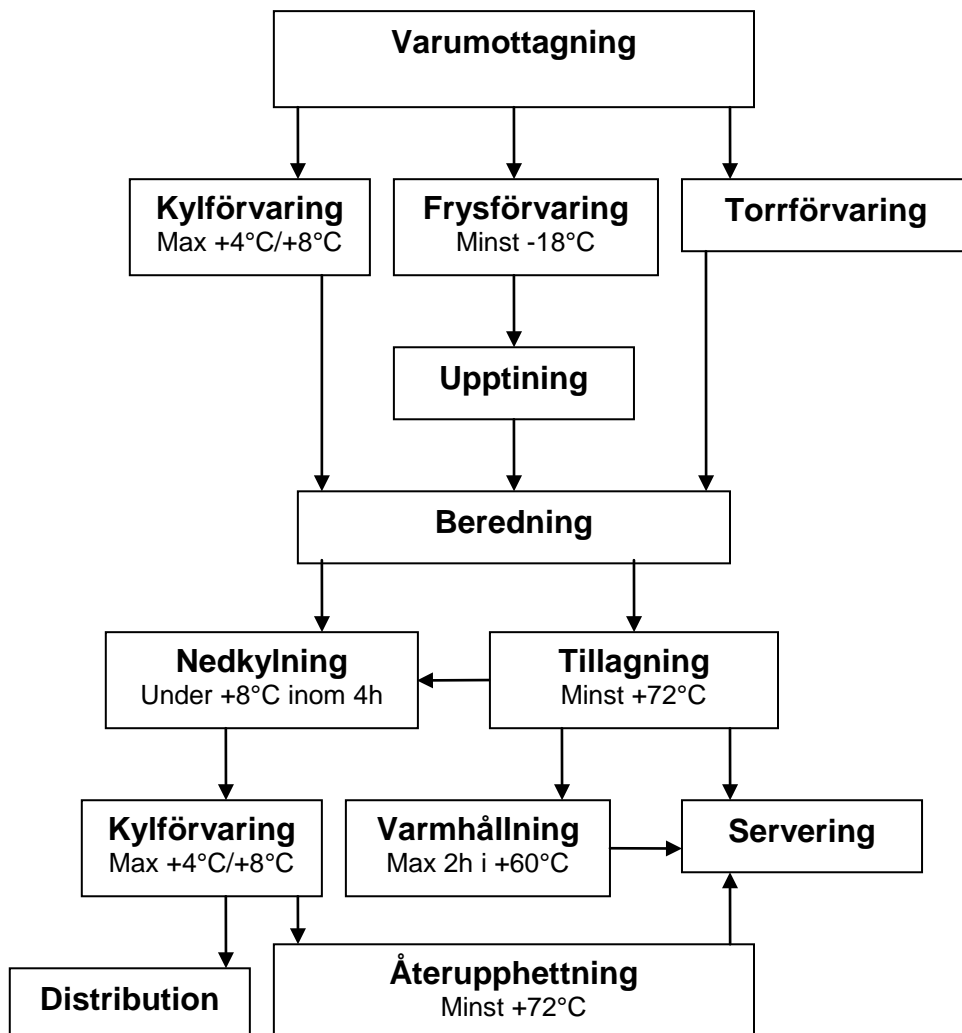 Varumottagning
Kylförvaring
Max +4°C/+8°C
Frysförvaring
Minst -18°C
Torrförvaring
Upptining
Beredning
Nedkylning
Under +8°C inom 4h
Tillagning
Minst +72°C
Kylförvaring
Max +4°C/+8°C
Varmhållning
Max 2h i +60°C
Servering
Distribution
Återupphettning
Minst +72°C